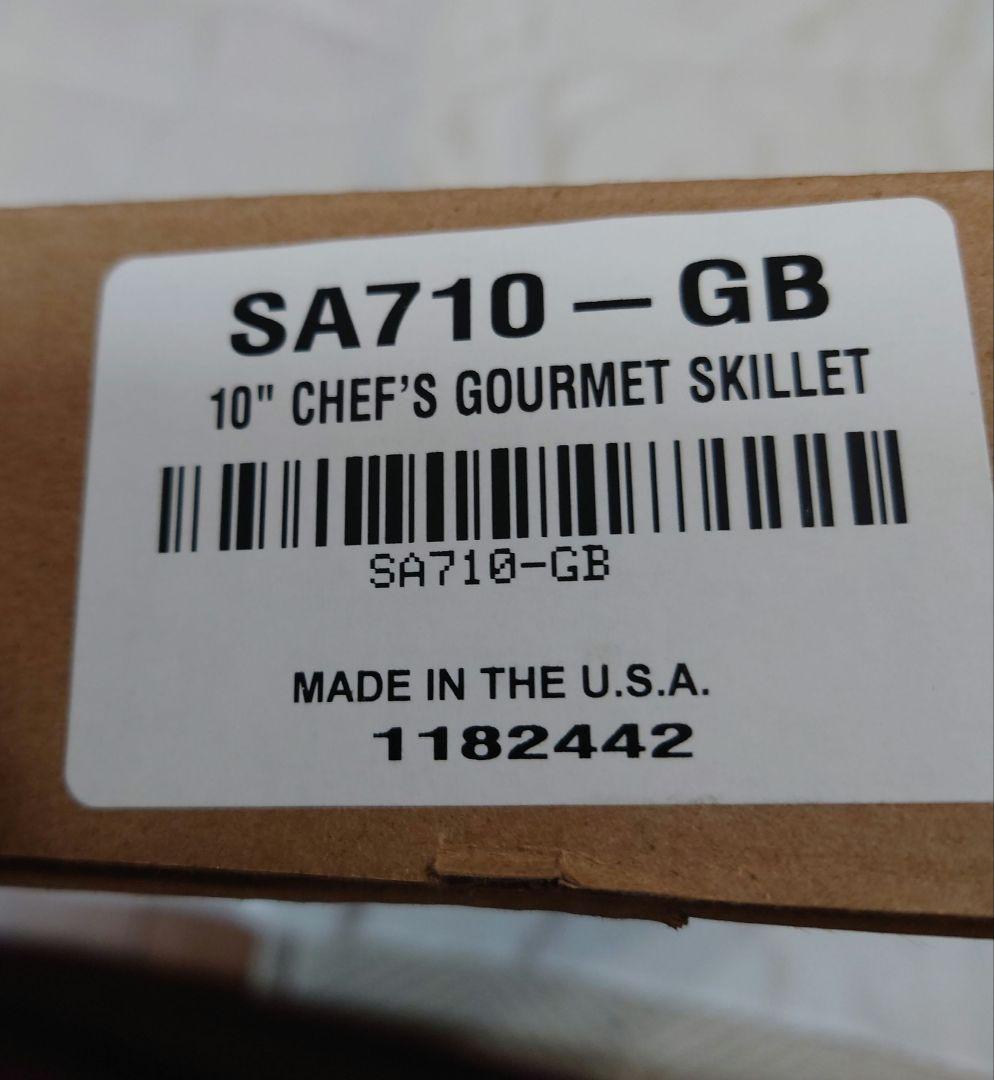 SA710 – GB
10" CHEF'S GOURMET SKILLET
SA710-GB
MADE IN THE U.S.A.
1182442